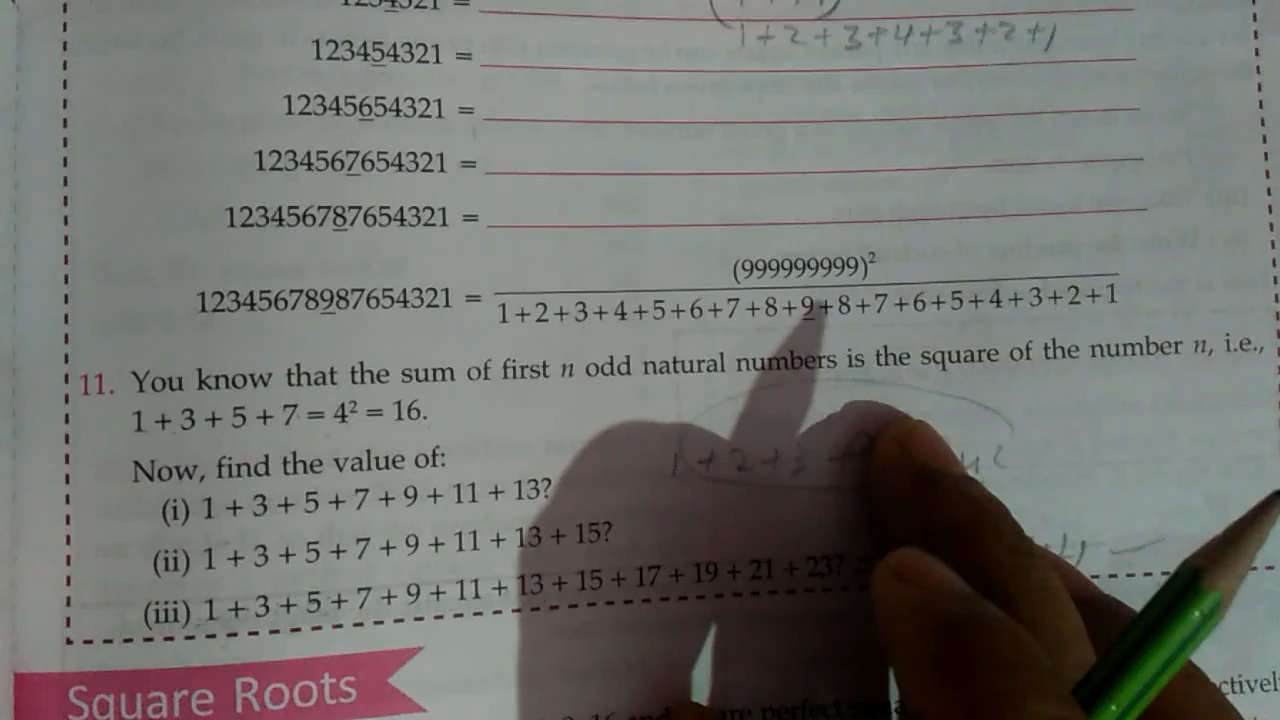 1234321 =
1+2+3+4+3+2+1
123454321 =
12345654321 =
1234567654321 =
123456787654321 =
12345678987654321 = (999999999)² / 1+2+3+4+5+6+7+8+9+8+7+6+5+4+3+2+1
11. You know that the sum of first n odd natural numbers is the square of the number n, i.e.,
1 + 3 + 5 + 7 = 4² = 16.
Now, find the value of:
1+2+3
(i) 1 + 3 + 5 + 7 + 9 + 11 + 13?
(ii) 1 + 3 + 5 + 7 + 9 + 11 + 13 + 15?
(iii) 1 + 3 + 5 + 7 + 9 + 11 + 13 + 15 + 17 + 19 + 21 + 23?
Square Roots